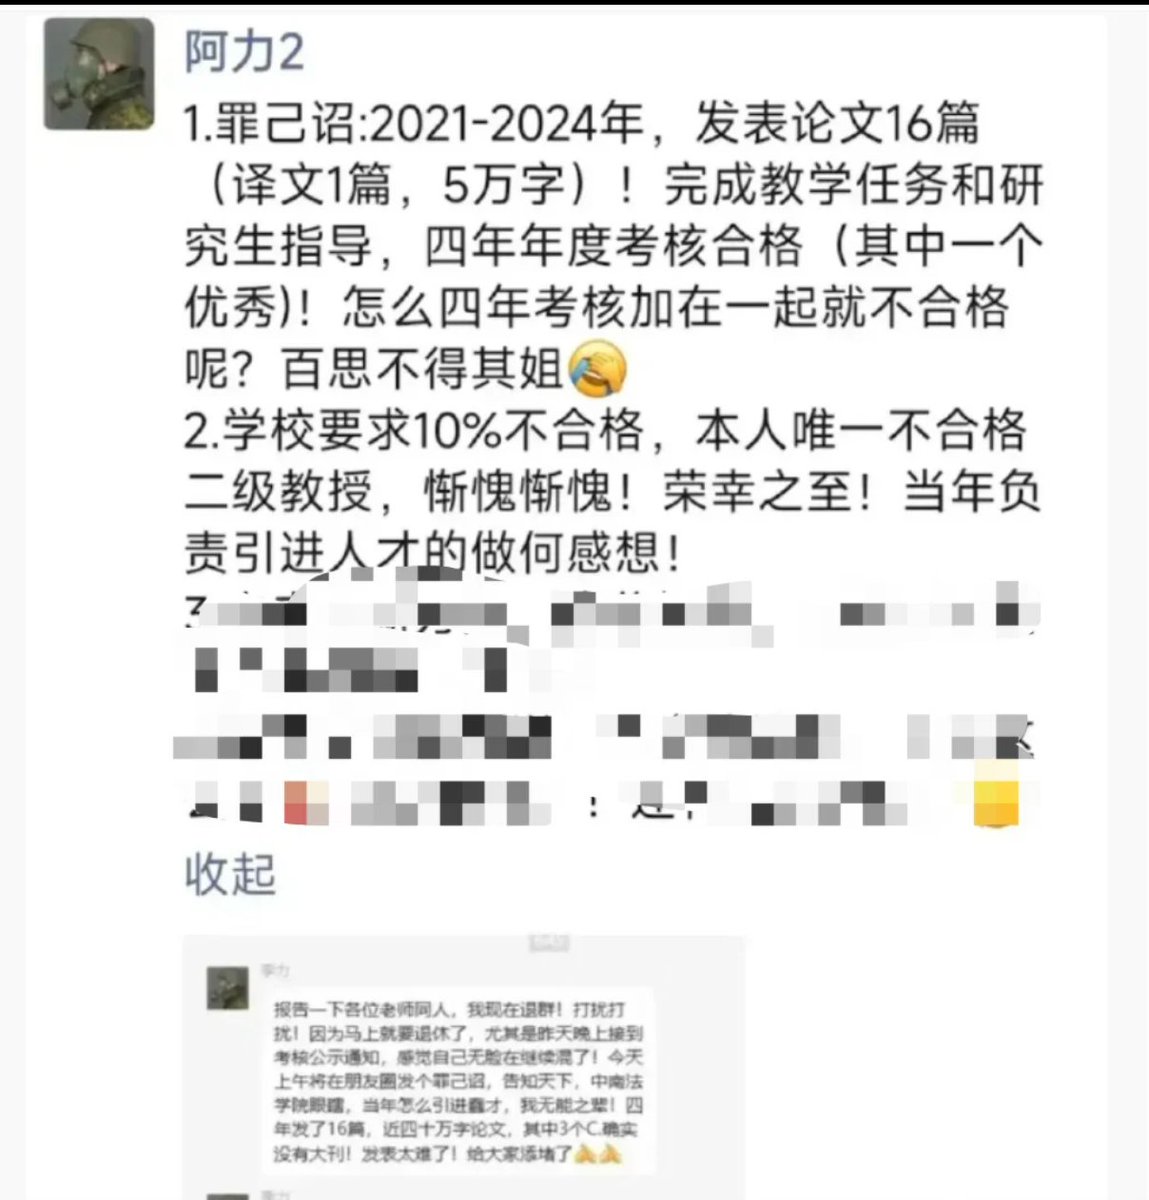 阿力2
1.罪己诏:2021-2024年，发表论文16篇
（译文1篇，5万字）！完成教学任务和研
究生指导，四年年度考核合格（其中一个
优秀)！怎么四年考核加在一起就不合格
呢？百思不得其姐🤦
2.学校要求10%不合格，本人唯一不合格
二级教授，惭愧惭愧！荣幸之至！当年负
责引进人才的做何感想！
收起
李力
报告一下各位老师同人，我现在退群！打扰打
扰！因为马上就要退休了，尤其是昨天晚上接到
考核公示通知，感觉自己无脸在继续混了！今天
上午将在朋友圈发个罪己诏，告知天下，中南法
学院眼瞎，当年怎么引进蠢才，我无能之辈！四
年发了16篇，近四十万字论文，其中3个C.确实
没有大刊！发表太难了！给大家添堵了🙏🙏